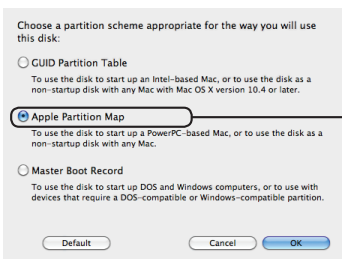 Choose a partition scheme appropriate for the way you will use
this disk:
GUID Partition Table
To use the disk to start up an Intel-based Mac, or to use the disk as a
non-startup disk with any Mac with Mac OS X version 10.4 or later.
Apple Partition Map
To use the disk to start up a PowerPC-based Mac, or to use the disk as a
non-startup disk with any Mac.
Master Boot Record
To use the disk to start up DOS and Windows computers, or to use with
devices that require a DOS-compatible or Windows-compatible partition.
Default Cancel OK